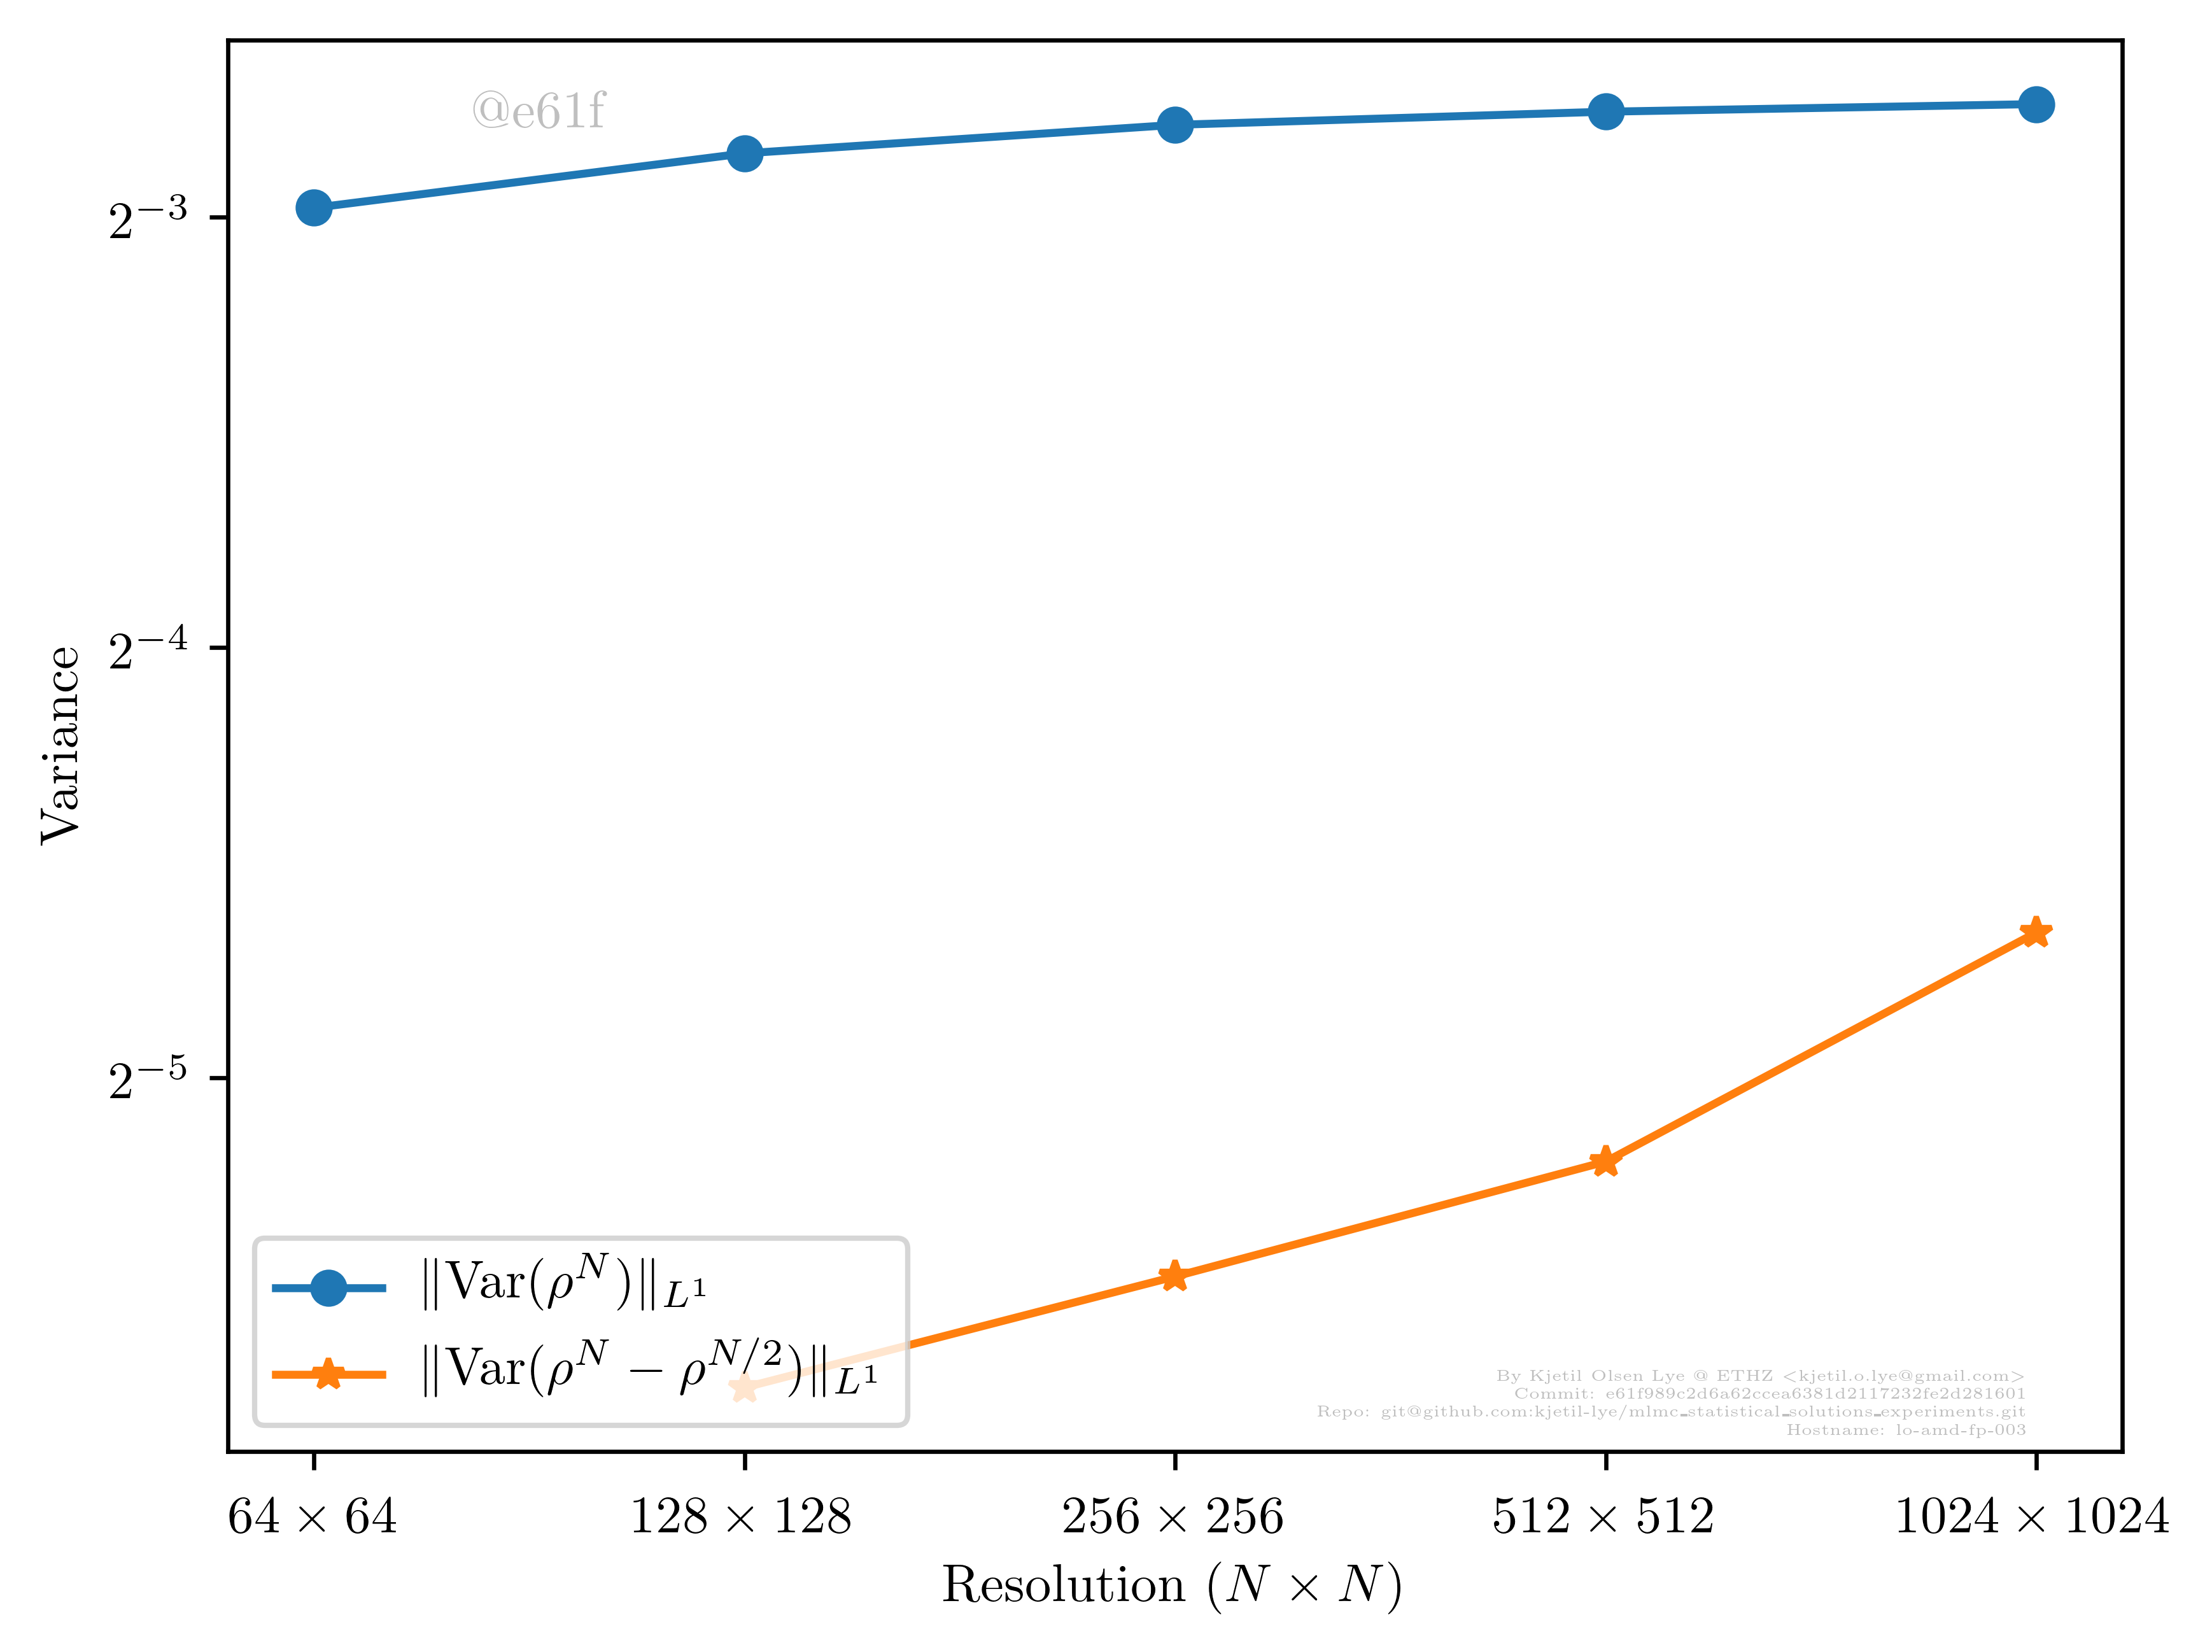 @e61f
2^{-3}
2^{-4}
2^{-5}
Variance
‖Var(ρ^N)‖_{L^1}
‖Var(ρ^N − ρ^{N/2})‖_{L^1}
By Kjetil Olsen Lye @ ETHZ <kjetil.o.lye@gmail.com>
Commit: e61f989c2d6a62ccea6381d2117232fe2d281601
Repo: git@github.com:kjetil-lye/mlmc_statistical_solutions_experiments.git
Hostname: lo-amd-fp-003
64 × 64 128 × 128 256 × 256 512 × 512 1024 × 1024
Resolution (N × N)